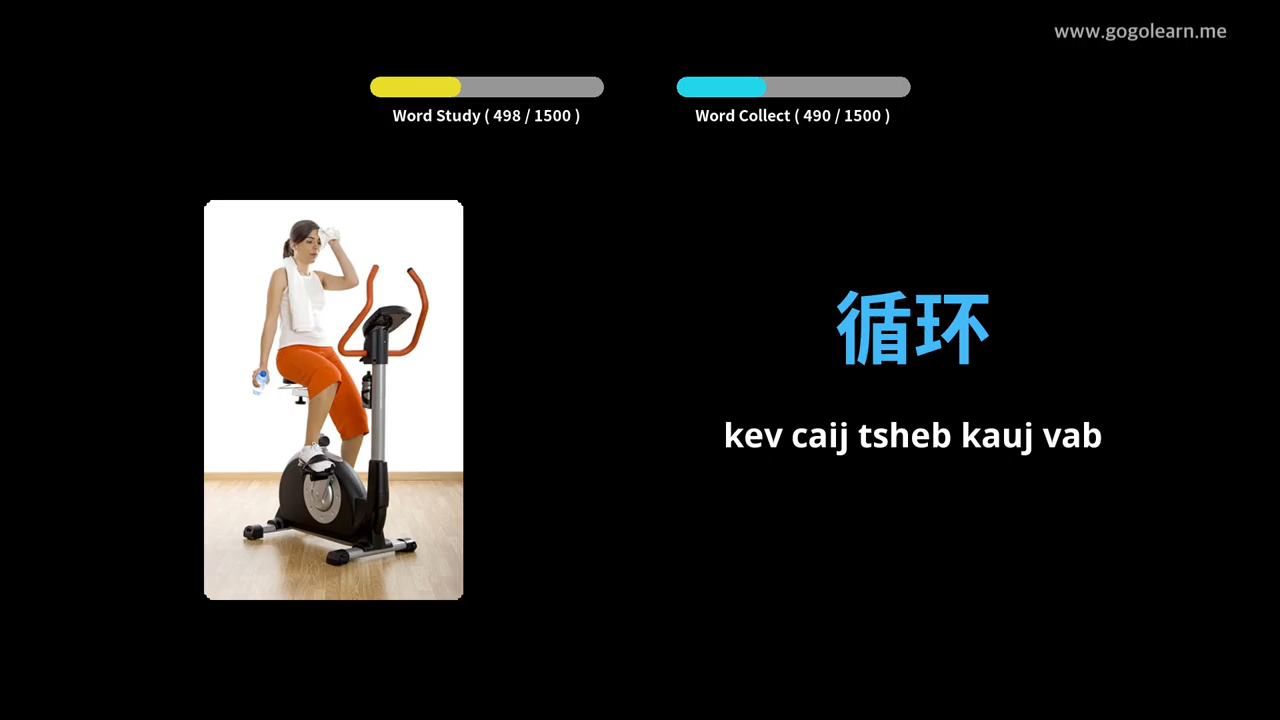 www.gogolearn.me
Word Study ( 498 / 1500 )
Word Collect ( 490 / 1500 )
循环
kev caij tsheb kauj vab